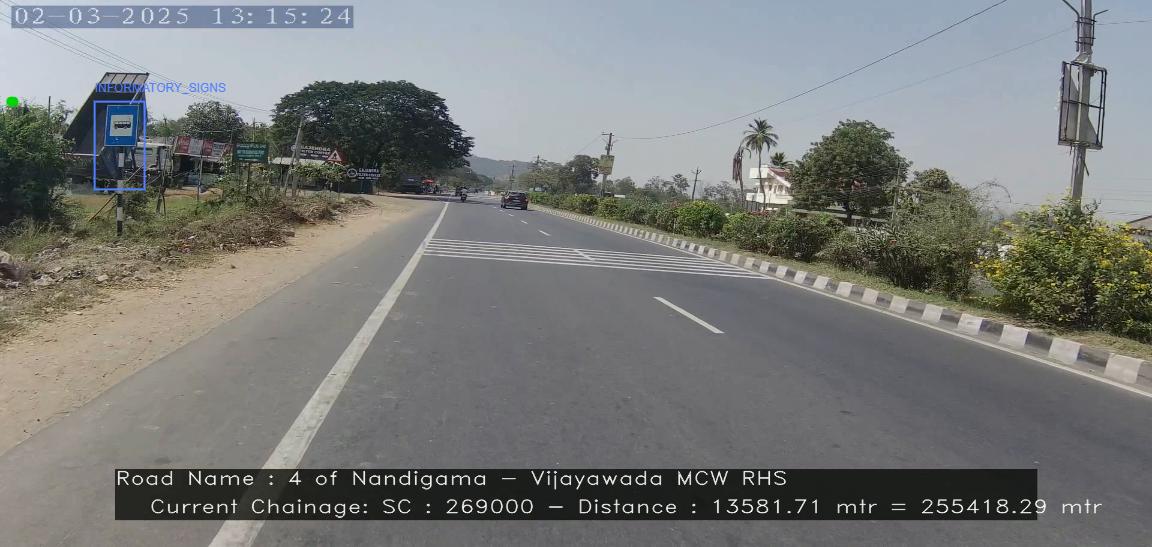 02-03-2025 13:15:24
INFORMATORY_SIGNS
Road Name : 4 of Nandigama - Vijayawada MCW RHS
Current Chainage: SC : 269000 - Distance : 13581.71 mtr = 255418.29 mtr